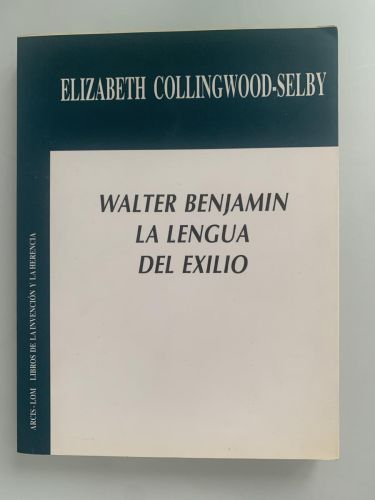 ELIZABETH COLLINGWOOD-SELBY
WALTER BENJAMIN
LA LENGUA
DEL EXILIO
ARCIS-LOM LIBROS DE LA INVENCIÓN Y LA HERENCIA